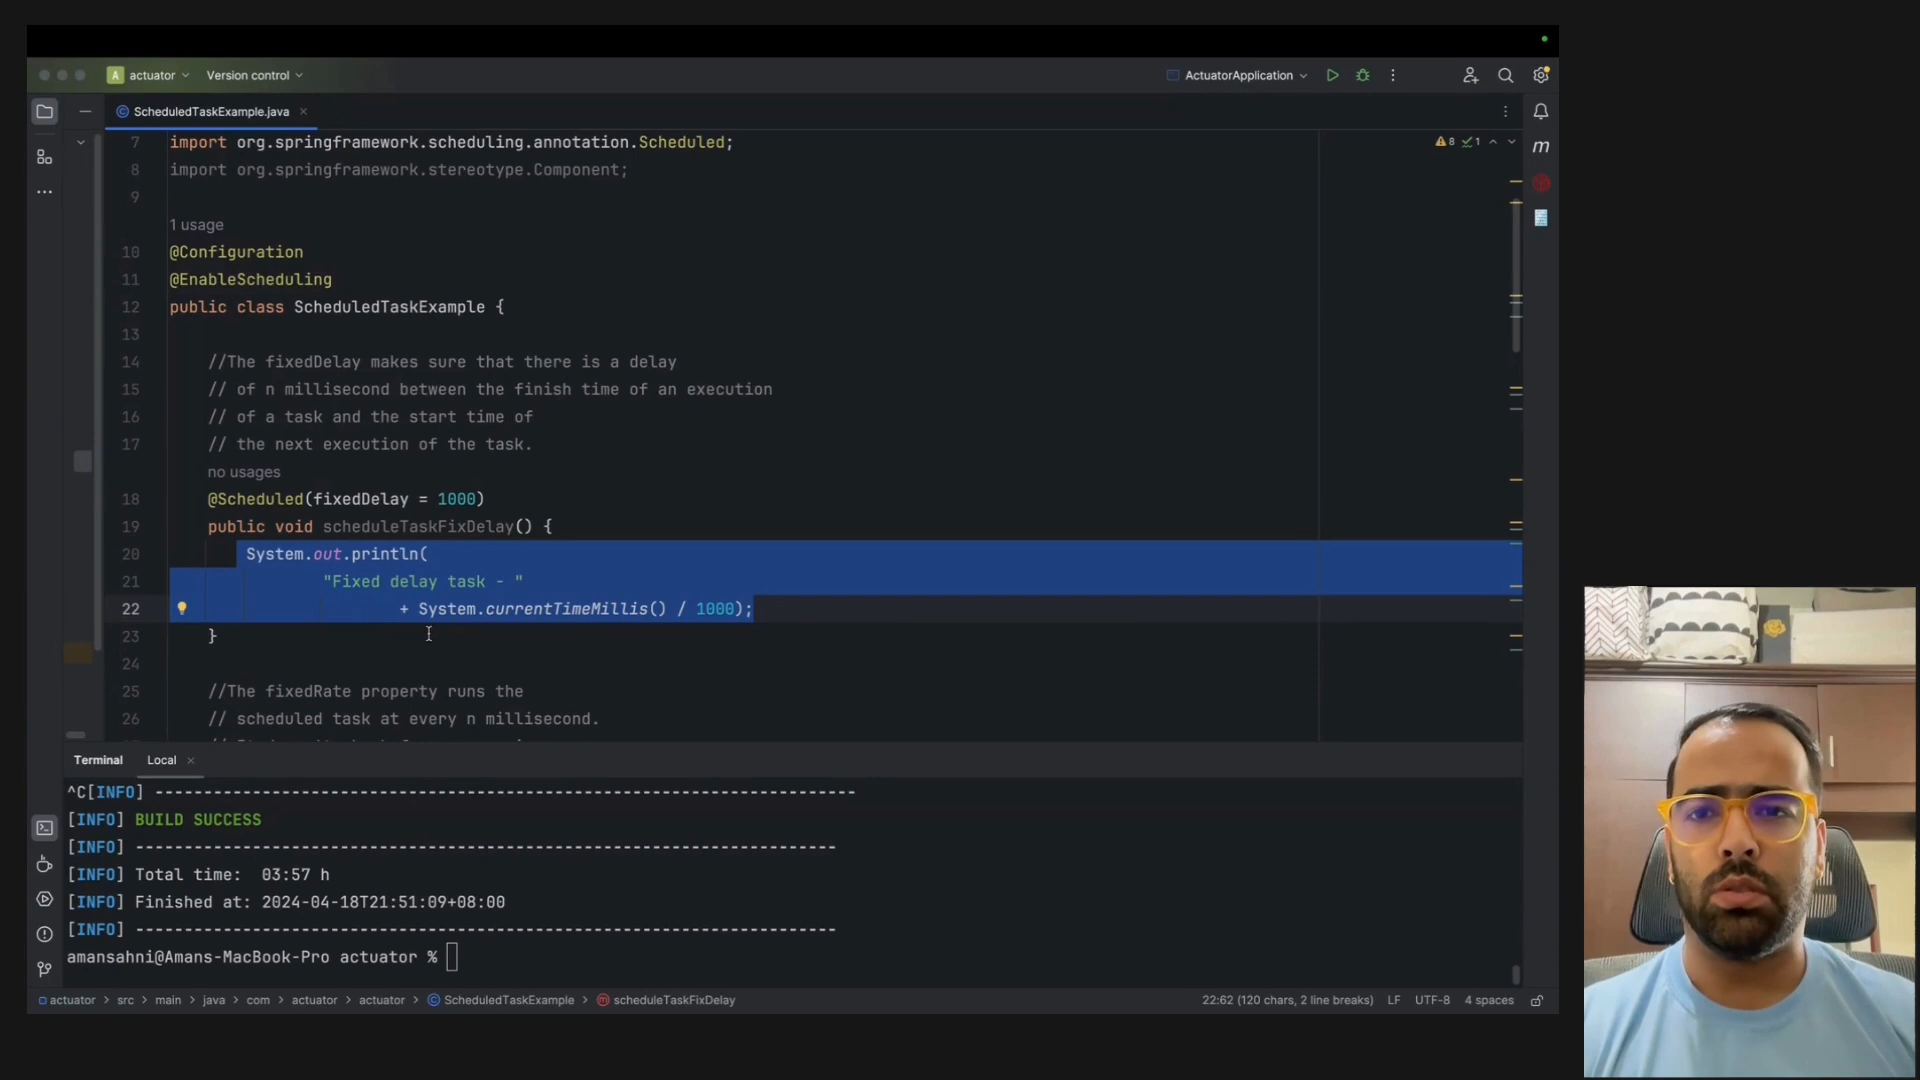 A actuator Version control ActuatorApplication
ScheduledTaskExample.java
7 import org.springframework.scheduling.annotation.Scheduled;
8 import org.springframework.stereotype.Component;
9
1 usage
10 @Configuration
11 @EnableScheduling
12 public class ScheduledTaskExample {
13
14 //The fixedDelay makes sure that there is a delay
15 // of n millisecond between the finish time of an execution
16 // of a task and the start time of
17 // the next execution of the task.
no usages
18 @Scheduled(fixedDelay = 1000)
19 public void scheduleTaskFixDelay() {
20 System.out.println(
21 "Fixed delay task - "
22 + System.currentTimeMillis() / 1000);
23 }
24
25 //The fixedRate property runs the
26 // scheduled task at every n millisecond.
8 1
m
Terminal Local
^C[INFO] ------------------------------------------------------------------------
[INFO] BUILD SUCCESS
[INFO] ------------------------------------------------------------------------
[INFO] Total time:  03:57 h
[INFO] Finished at: 2024-04-18T21:51:09+08:00
[INFO] ------------------------------------------------------------------------
amansahni@Amans-MacBook-Pro actuator %
actuator > src > main > java > com > actuator > actuator > ScheduledTaskExample > scheduleTaskFixDelay 22:62 (120 chars, 2 line breaks) LF UTF-8 4 spaces